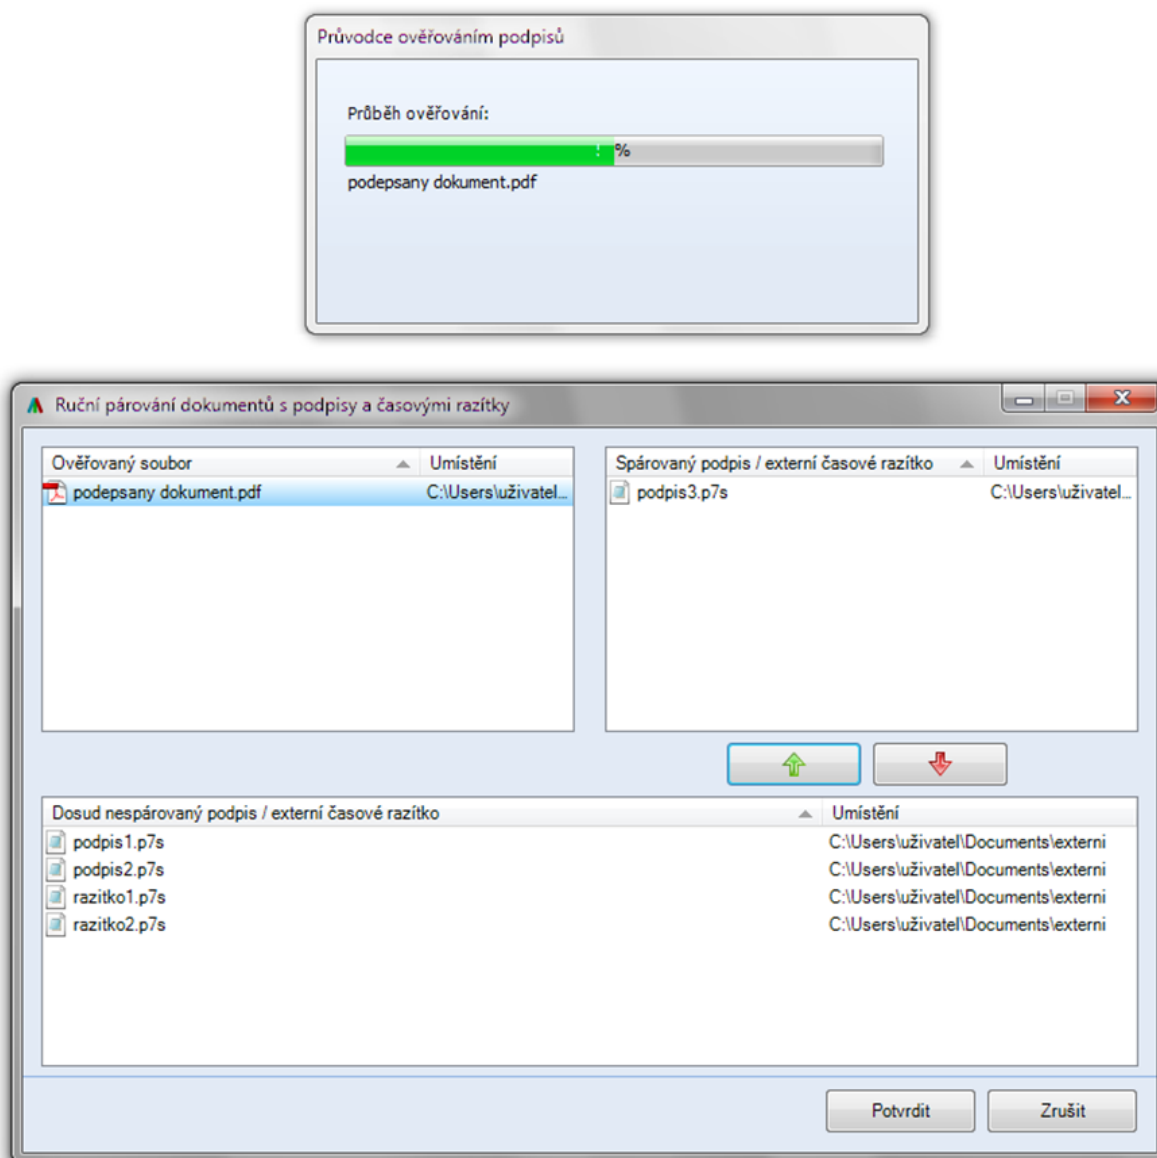 Průvodce ověřováním podpisů
Průběh ověřování:
%
podepsany dokument.pdf
Ruční párování dokumentů s podpisy a časovými razítky
Ověřovaný soubor Umístění
podepsany dokument.pdf C:\Users\uživatel...
Spárovaný podpis / externí časové razítko Umístění
podpis3.p7s C:\Users\uživatel...
Dosud nespárovaný podpis / externí časové razítko Umístění
podpis1.p7s C:\Users\uživatel\Documents\externi
podpis2.p7s C:\Users\uživatel\Documents\externi
razitko1.p7s C:\Users\uživatel\Documents\externi
razitko2.p7s C:\Users\uživatel\Documents\externi
Potvrdit Zrušit